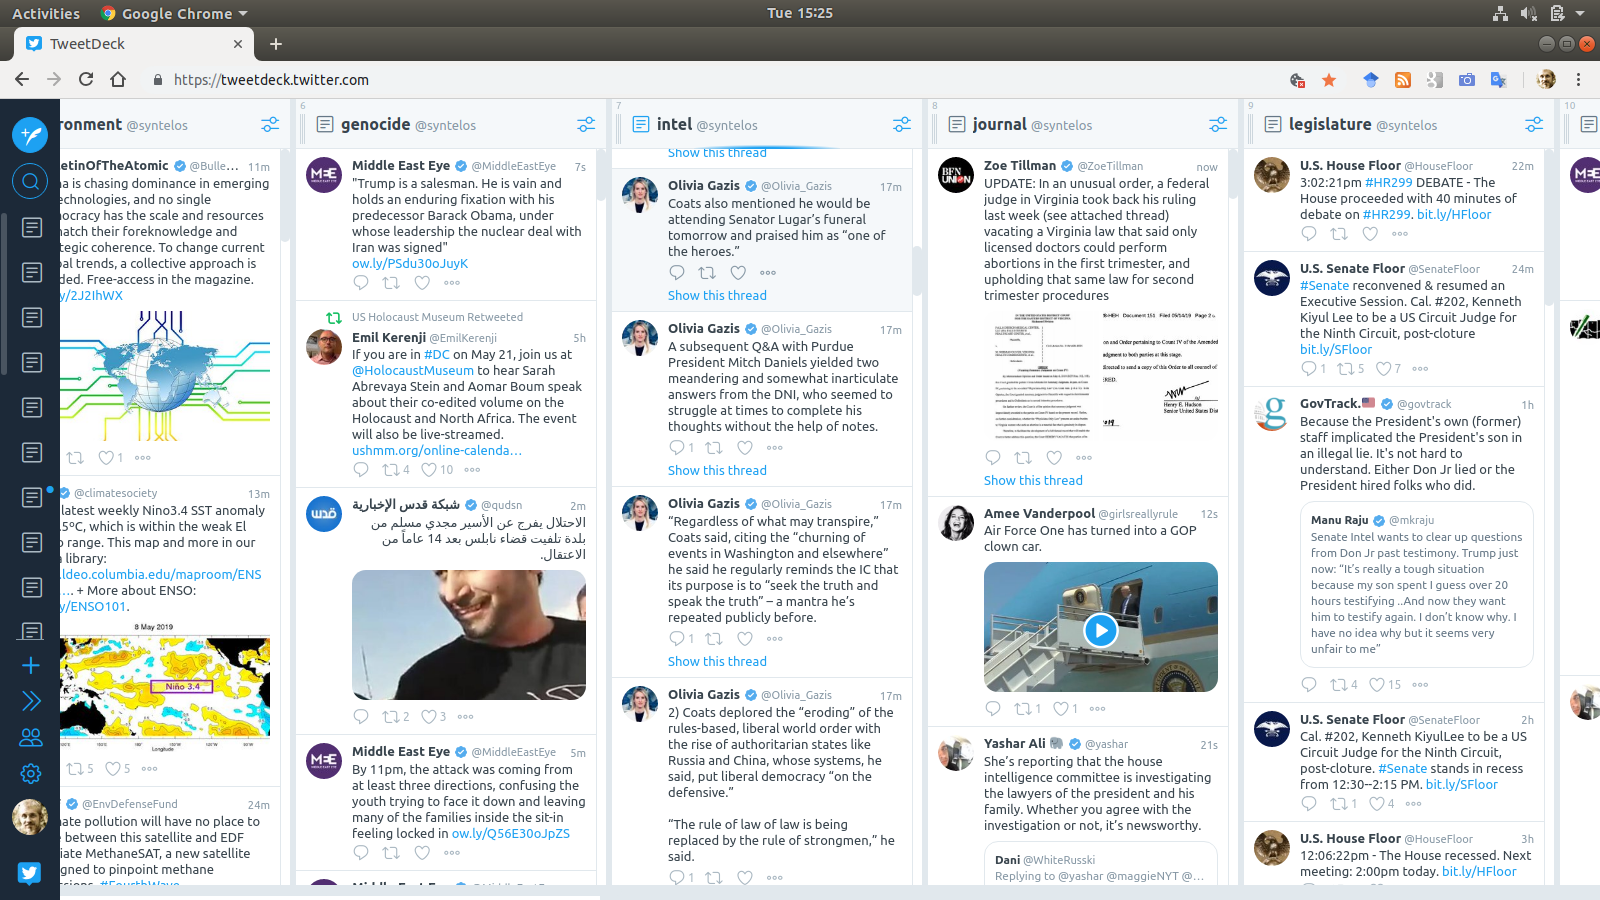 Activities
Google Chrome
Tue 15:25
TweetDeck
https://tweetdeck.twitter.com
ronment @syntelos
etinOfTheAtomic @Bulle... 11m
na is chasing dominance in emerging
echnologies, and no single
ocracy has the scale and resources
atch their foreknowledge and
tegic coherence. To change current
al trends, a collective approach is
ded. Free-access in the magazine.
y/2J2IhWX
1
@climatesociety 13m
latest weekly Nino3.4 SST anomaly
.5ºC, which is within the weak El
o range. This map and more in our
library:
.ldeo.columbia.edu/maproom/ENS
… + More about ENSO:
y/ENSO101.
8 May 2019
Niño 3.4
Longitude
5 5
@EnvDefenseFund 24m
ate pollution will have no place to
between this satellite and EDF
iate MethaneSAT, a new satellite
gned to pinpoint methane
ssions. #FourthWave
6
genocide @syntelos
Middle East Eye @MiddleEastEye 7s
"Trump is a salesman. He is vain and
holds an enduring fixation with his
predecessor Barack Obama, under
whose leadership the nuclear deal with
Iran was signed"
ow.ly/PSdu30oJuyK
US Holocaust Museum Retweeted
Emil Kerenji @EmilKerenji 5h
If you are in #DC on May 21, join us at
@HolocaustMuseum to hear Sarah
Abrevaya Stein and Aomar Boum speak
about their co-edited volume on the
Holocaust and North Africa. The event
will also be live-streamed.
ushmm.org/online-calenda…
4 10
شبكة قدس الإخبارية @qudsn 2m
الاحتلال يفرج عن الأسير مجدي مسلم من
بلدة تلفيت قضاء نابلس بعد 14 عاماً من
الاعتقال.
2 3
Middle East Eye @MiddleEastEye 5m
By 11pm, the attack was coming from
at least three directions, confusing the
youth trying to face it down and leaving
many of the families inside the sit-in
feeling locked in ow.ly/Q56E30oJpZS
Middle East Eye @MiddleEastEye
7
intel @syntelos
Show this thread
Olivia Gazis @Olivia_Gazis 17m
Coats also mentioned he would be
attending Senator Lugar’s funeral
tomorrow and praised him as “one of
the heroes.”
Show this thread
Olivia Gazis @Olivia_Gazis 17m
A subsequent Q&A with Purdue
President Mitch Daniels yielded two
meandering and somewhat inarticulate
answers from the DNI, who seemed to
struggle at times to complete his
thoughts without the help of notes.
1
Show this thread
Olivia Gazis @Olivia_Gazis 17m
“Regardless of what may transpire,”
Coats said, citing the “churning of
events in Washington and elsewhere”
he said he regularly reminds the IC that
its purpose is to “seek the truth and
speak the truth” – a mantra he’s
repeated publicly before.
1
Show this thread
Olivia Gazis @Olivia_Gazis 17m
2) Coats deplored the “eroding” of the
rules-based, liberal world order with
the rise of authoritarian states like
Russia and China, whose systems, he
said, put liberal democracy “on the
defensive.”
“The rule of law of law is being
replaced by the rule of strongmen,” he
said.
1
8
journal @syntelos
Zoe Tillman @ZoeTillman now
UPDATE: In an unusual order, a federal
judge in Virginia took back his ruling
last week (see attached thread)
vacating a Virginia law that said only
licensed doctors could perform
abortions in the first trimester, and
upholding that same law for second
trimester procedures
Show this thread
Amee Vanderpool @girlsreallyrule 12s
Air Force One has turned into a GOP
clown car.
1 1
Yashar Ali @yashar 21s
She’s reporting that the house
intelligence committee is investigating
the lawyers of the president and his
family. Whether you agree with the
investigation or not, it’s newsworthy.
Dani @WhiteRusski
Replying to @yashar @maggieNYT @...
9
legislature @syntelos
U.S. House Floor @HouseFloor 22m
3:02:21pm #HR299 DEBATE - The
House proceeded with 40 minutes of
debate on #HR299. bit.ly/HFloor
U.S. Senate Floor @SenateFloor 24m
#Senate reconvened & resumed an
Executive Session. Cal. #202, Kenneth
Kiyul Lee to be a US Circuit Judge for
the Ninth Circuit, post-cloture
bit.ly/SFloor
1 5 7
GovTrack. @govtrack 1h
Because the President's own (former)
staff implicated the President's son in
an illegal lie. It's not hard to
understand. Either Don Jr lied or the
President hired folks who did.
Manu Raju @mkraju
Senate Intel wants to clear up questions
from Don Jr past testimony. Trump just
now: “It’s really a tough situation
because my son spent I guess over 20
hours testifying ..And now they want
him to testify again. I don’t know why. I
have no idea why but it seems very
unfair to me”
4 15
U.S. Senate Floor @SenateFloor 2h
Cal. #202, Kenneth KiyulLee to be a US
Circuit Judge for the Ninth Circuit,
post-cloture. #Senate stands in recess
from 12:30--2:15 PM. bit.ly/SFloor
1 4
U.S. House Floor @HouseFloor 3h
12:06:22pm - The House recessed. Next
meeting: 2:00pm today. bit.ly/HFloor
10